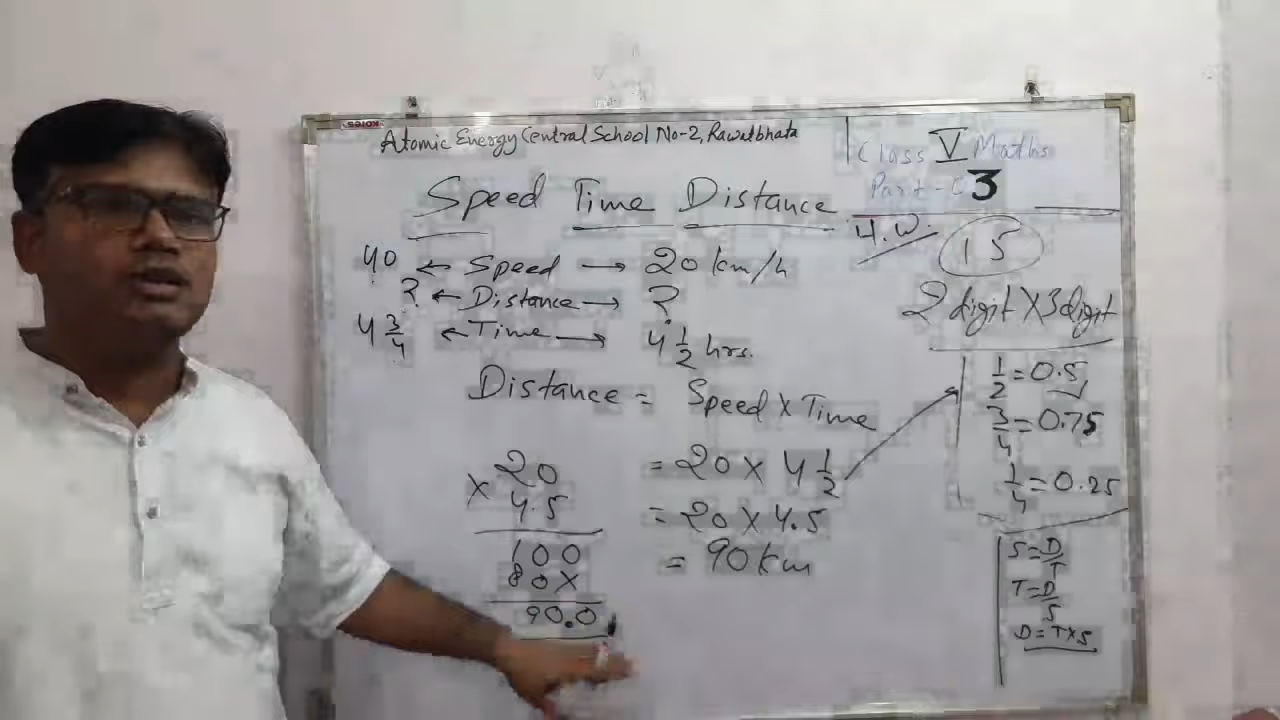 KOTES
Atomic Energy Central School No-2, Rawatbhata
Class V Maths
Part- 3
Speed Time Distance
H.W.
15
2 digit X 3 digit
40 ← Speed → 20 km/h
? ← Distance → ?
4 3/4 ← Time → 4 1/2 hrs.
Distance = Speed X Time
= 20 X 4 1/2
= 20 X 4.5
= 90 km
20
X 4.5
100
80X
90.0
1/2 = 0.5
3/4 = 0.75
1/4 = 0.25
S = D/T
T = D/S
D = T X S